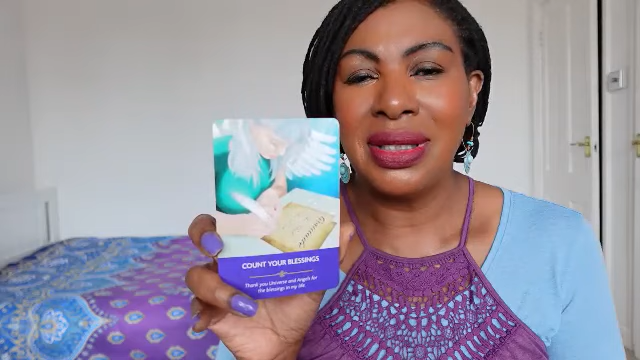 COUNT YOUR BLESSINGS
Thank you Universe and Angels for
the blessings in my life